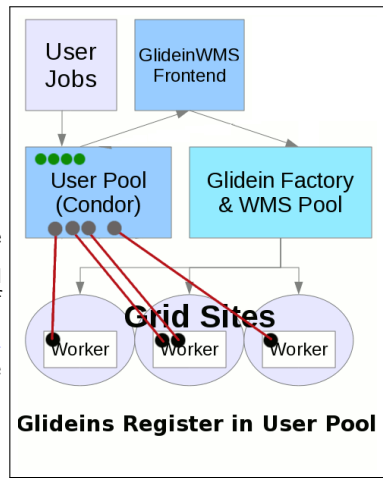 User
Jobs
GlideinWMS
Frontend
User Pool
(Condor)
Glidein Factory
& WMS Pool
Grid Sites
Worker
Worker
Worker
Glideins Register in User Pool